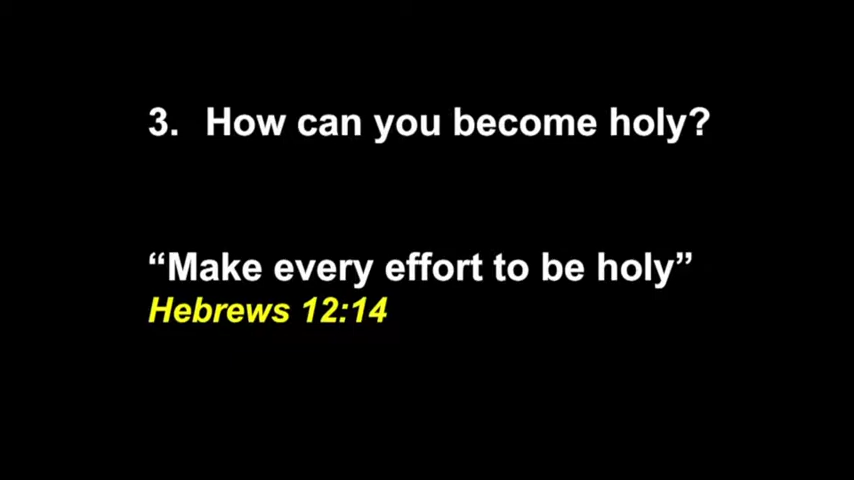 3. How can you become holy?
“Make every effort to be holy”
Hebrews 12:14